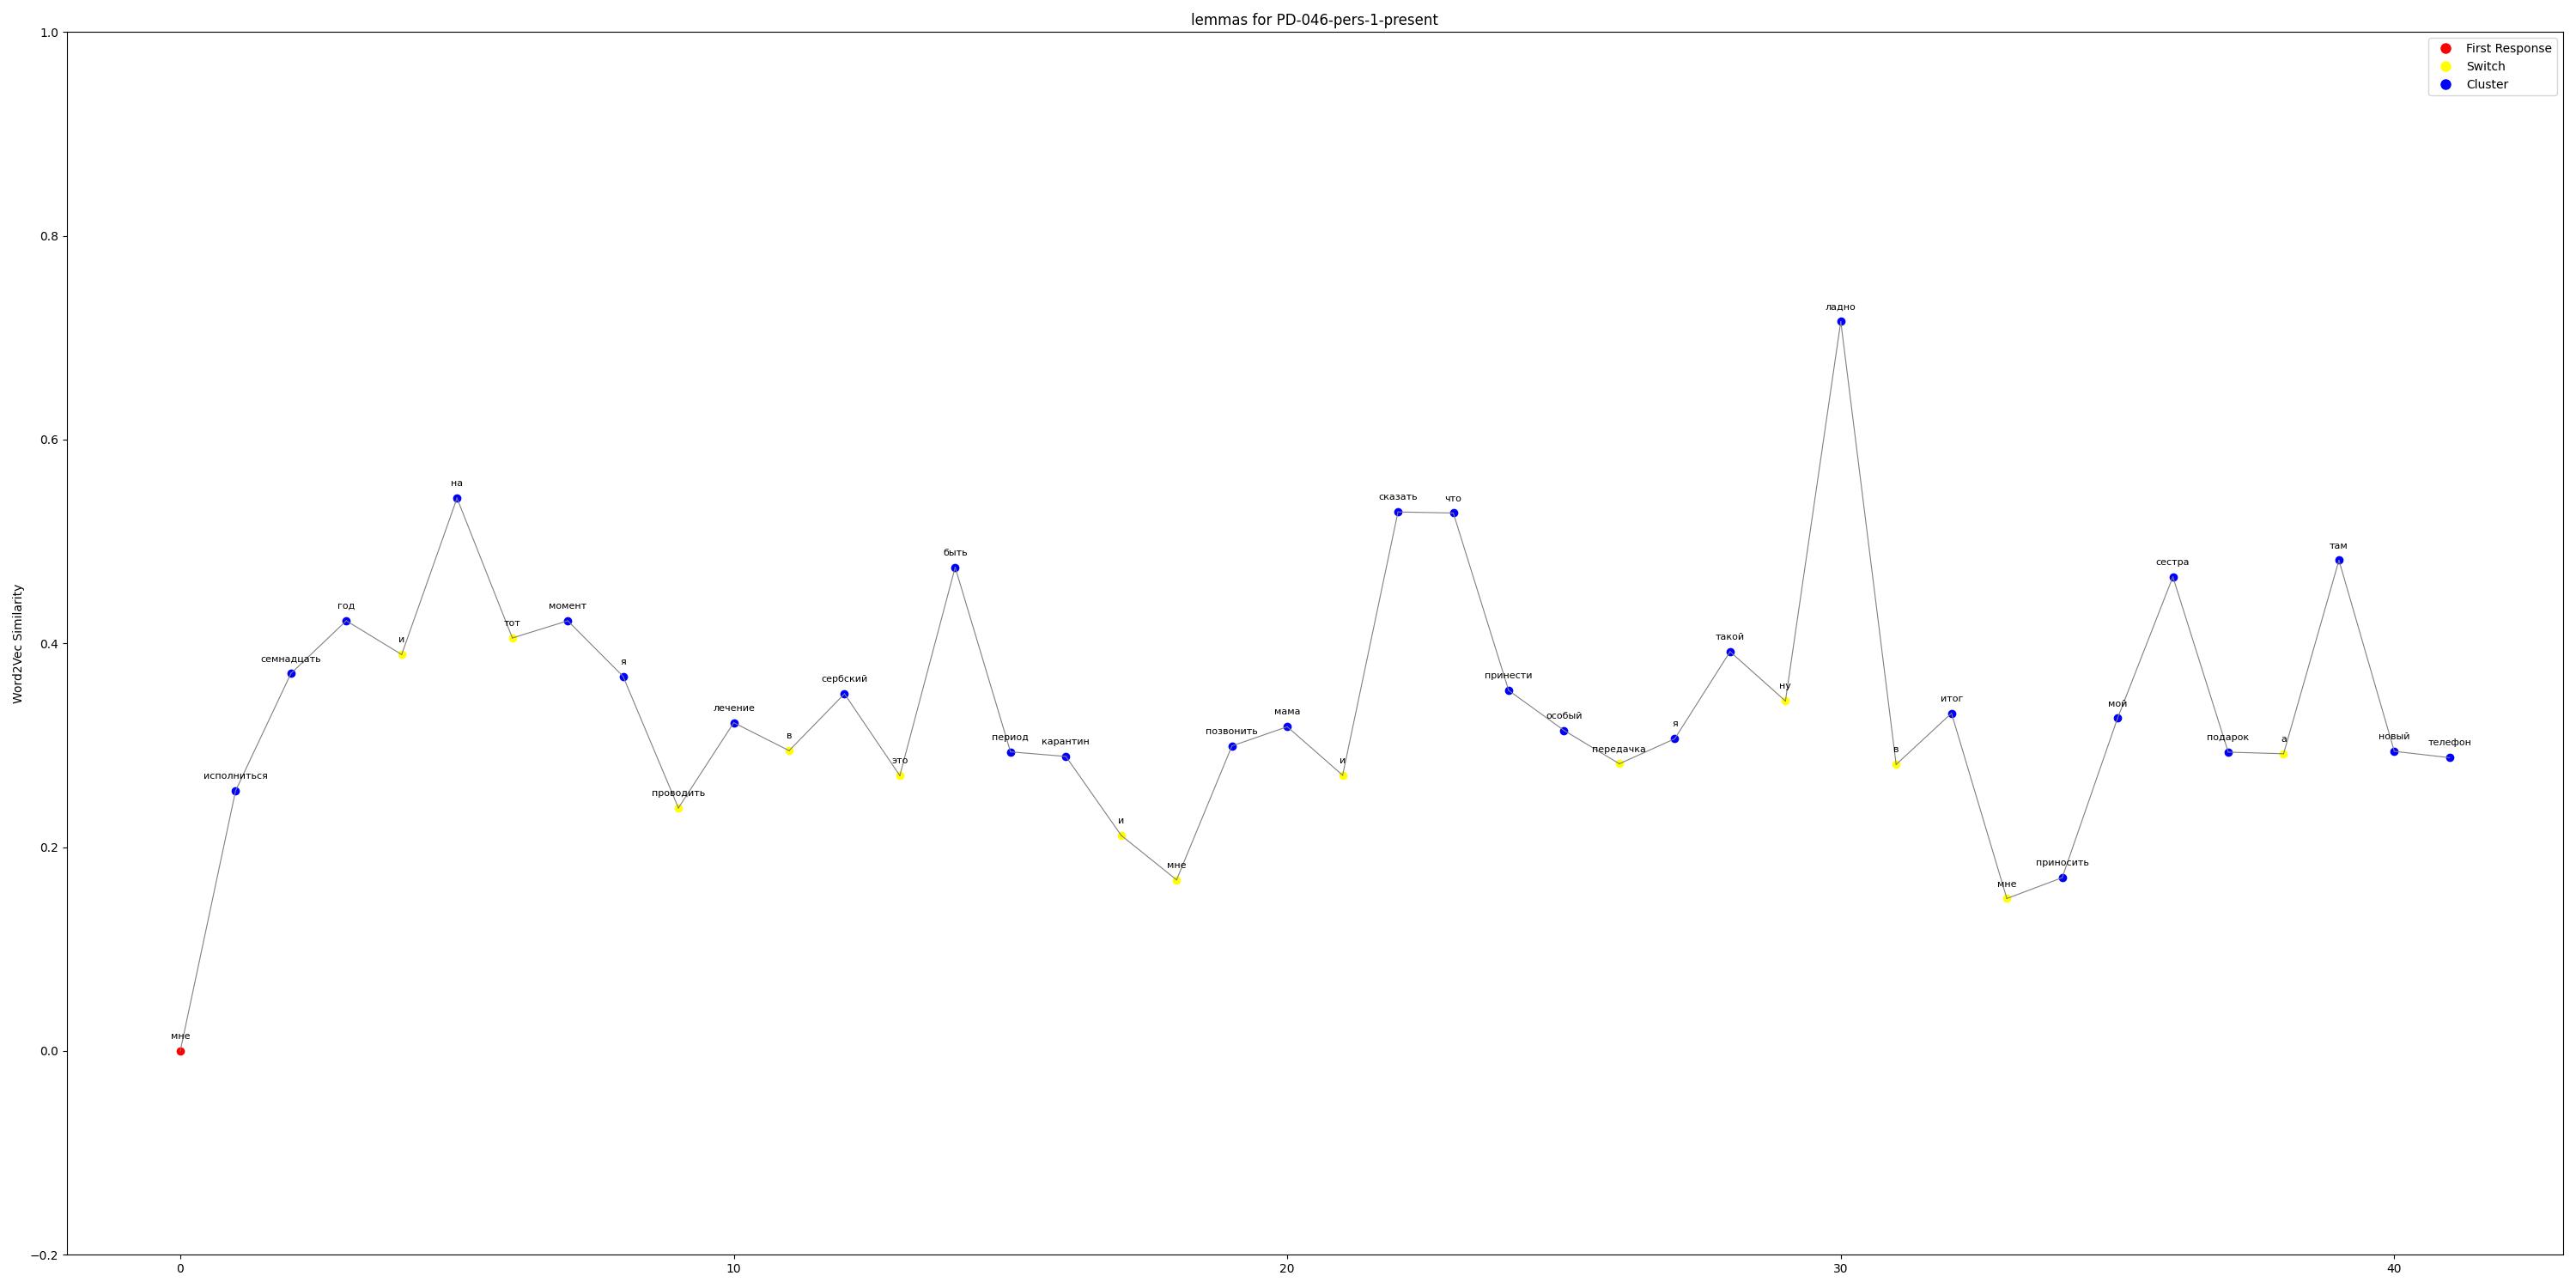 lemmas for PD-046-pers-1-present
First Response
Switch
Cluster
Word2Vec Similarity
1.0
0.8
0.6
0.4
0.2
0.0
−0.2
мне
исполниться
семнадцать
год
и
на
тот
момент
я
проводить
лечение
в
сербский
это
быть
период
карантин
и
мне
позвонить
мама
и
сказать
что
принести
особый
передачка
я
такой
ну
ладно
в
итог
мне
приносить
мой
сестра
подарок
а
там
новый
телефон
0 10 20 30 40